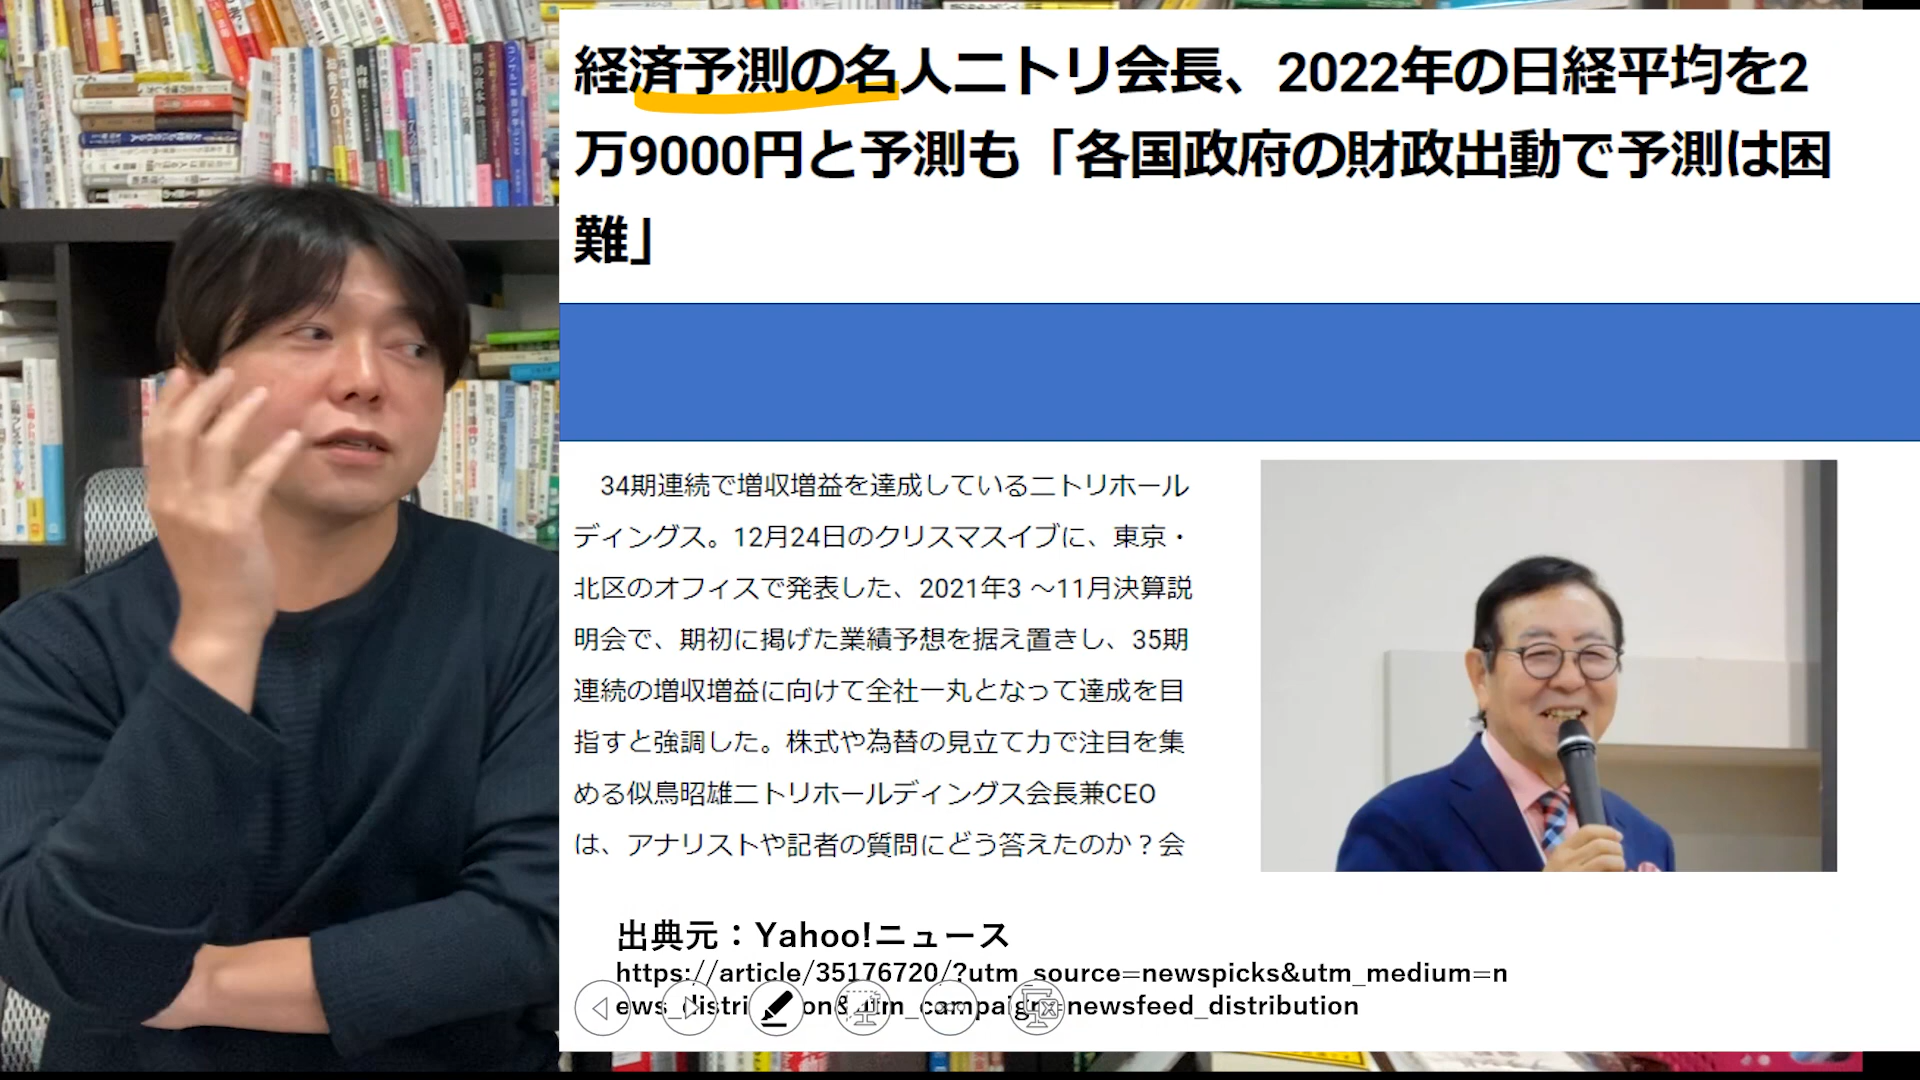 経済予測の名人ニトリ会長、2022年の日経平均を2
万9000円と予測も「各国政府の財政出動で予測は困
難」
34期連続で増収増益を達成しているニトリホール
ディングス。12月24日のクリスマスイブに、東京・
北区のオフィスで発表した、2021年3 ～11月決算説
明会で、期初に掲げた業績予想を据え置きし、35期
連続の増収増益に向けて全社一丸となって達成を目
指すと強調した。株式や為替の見立て力で注目を集
める似鳥昭雄ニトリホールディングス会長兼CEO
は、アナリストや記者の質問にどう答えたのか？会
出典元：Yahoo!ニュース
https://article/35176720/?utm_source=newspicks&utm_medium=n
ews_distribution&utm_campaign=newsfeed_distribution